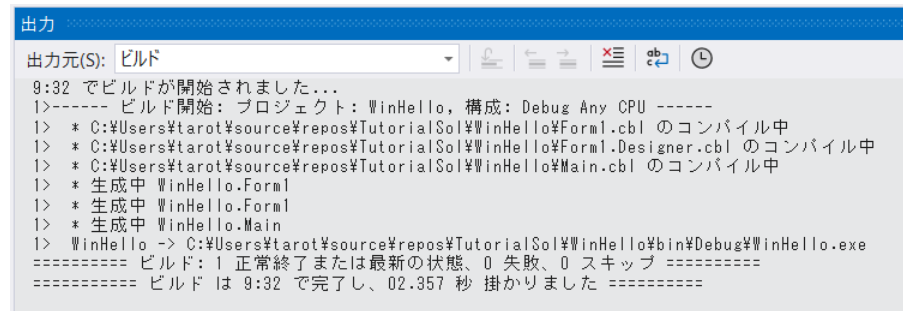 出力
出力元(S): ビルド
9:32 でビルドが開始されました...
1>------ ビルド開始: プロジェクト: WinHello, 構成: Debug Any CPU ------
1>  * C:¥Users¥tarot¥source¥repos¥TutorialSol¥WinHello¥Form1.cbl のコンパイル中
1>  * C:¥Users¥tarot¥source¥repos¥TutorialSol¥WinHello¥Form1.Designer.cbl のコンパイル中
1>  * C:¥Users¥tarot¥source¥repos¥TutorialSol¥WinHello¥Main.cbl のコンパイル中
1>  * 生成中 WinHello.Form1
1>  * 生成中 WinHello.Form1
1>  * 生成中 WinHello.Main
1>  WinHello -> C:¥Users¥tarot¥source¥repos¥TutorialSol¥WinHello¥bin¥Debug¥WinHello.exe
========== ビルド: 1 正常終了または最新の状態、0 失敗、0 スキップ ==========
=========== ビルド は 9:32 で完了し、02.357 秒 掛かりました ==========